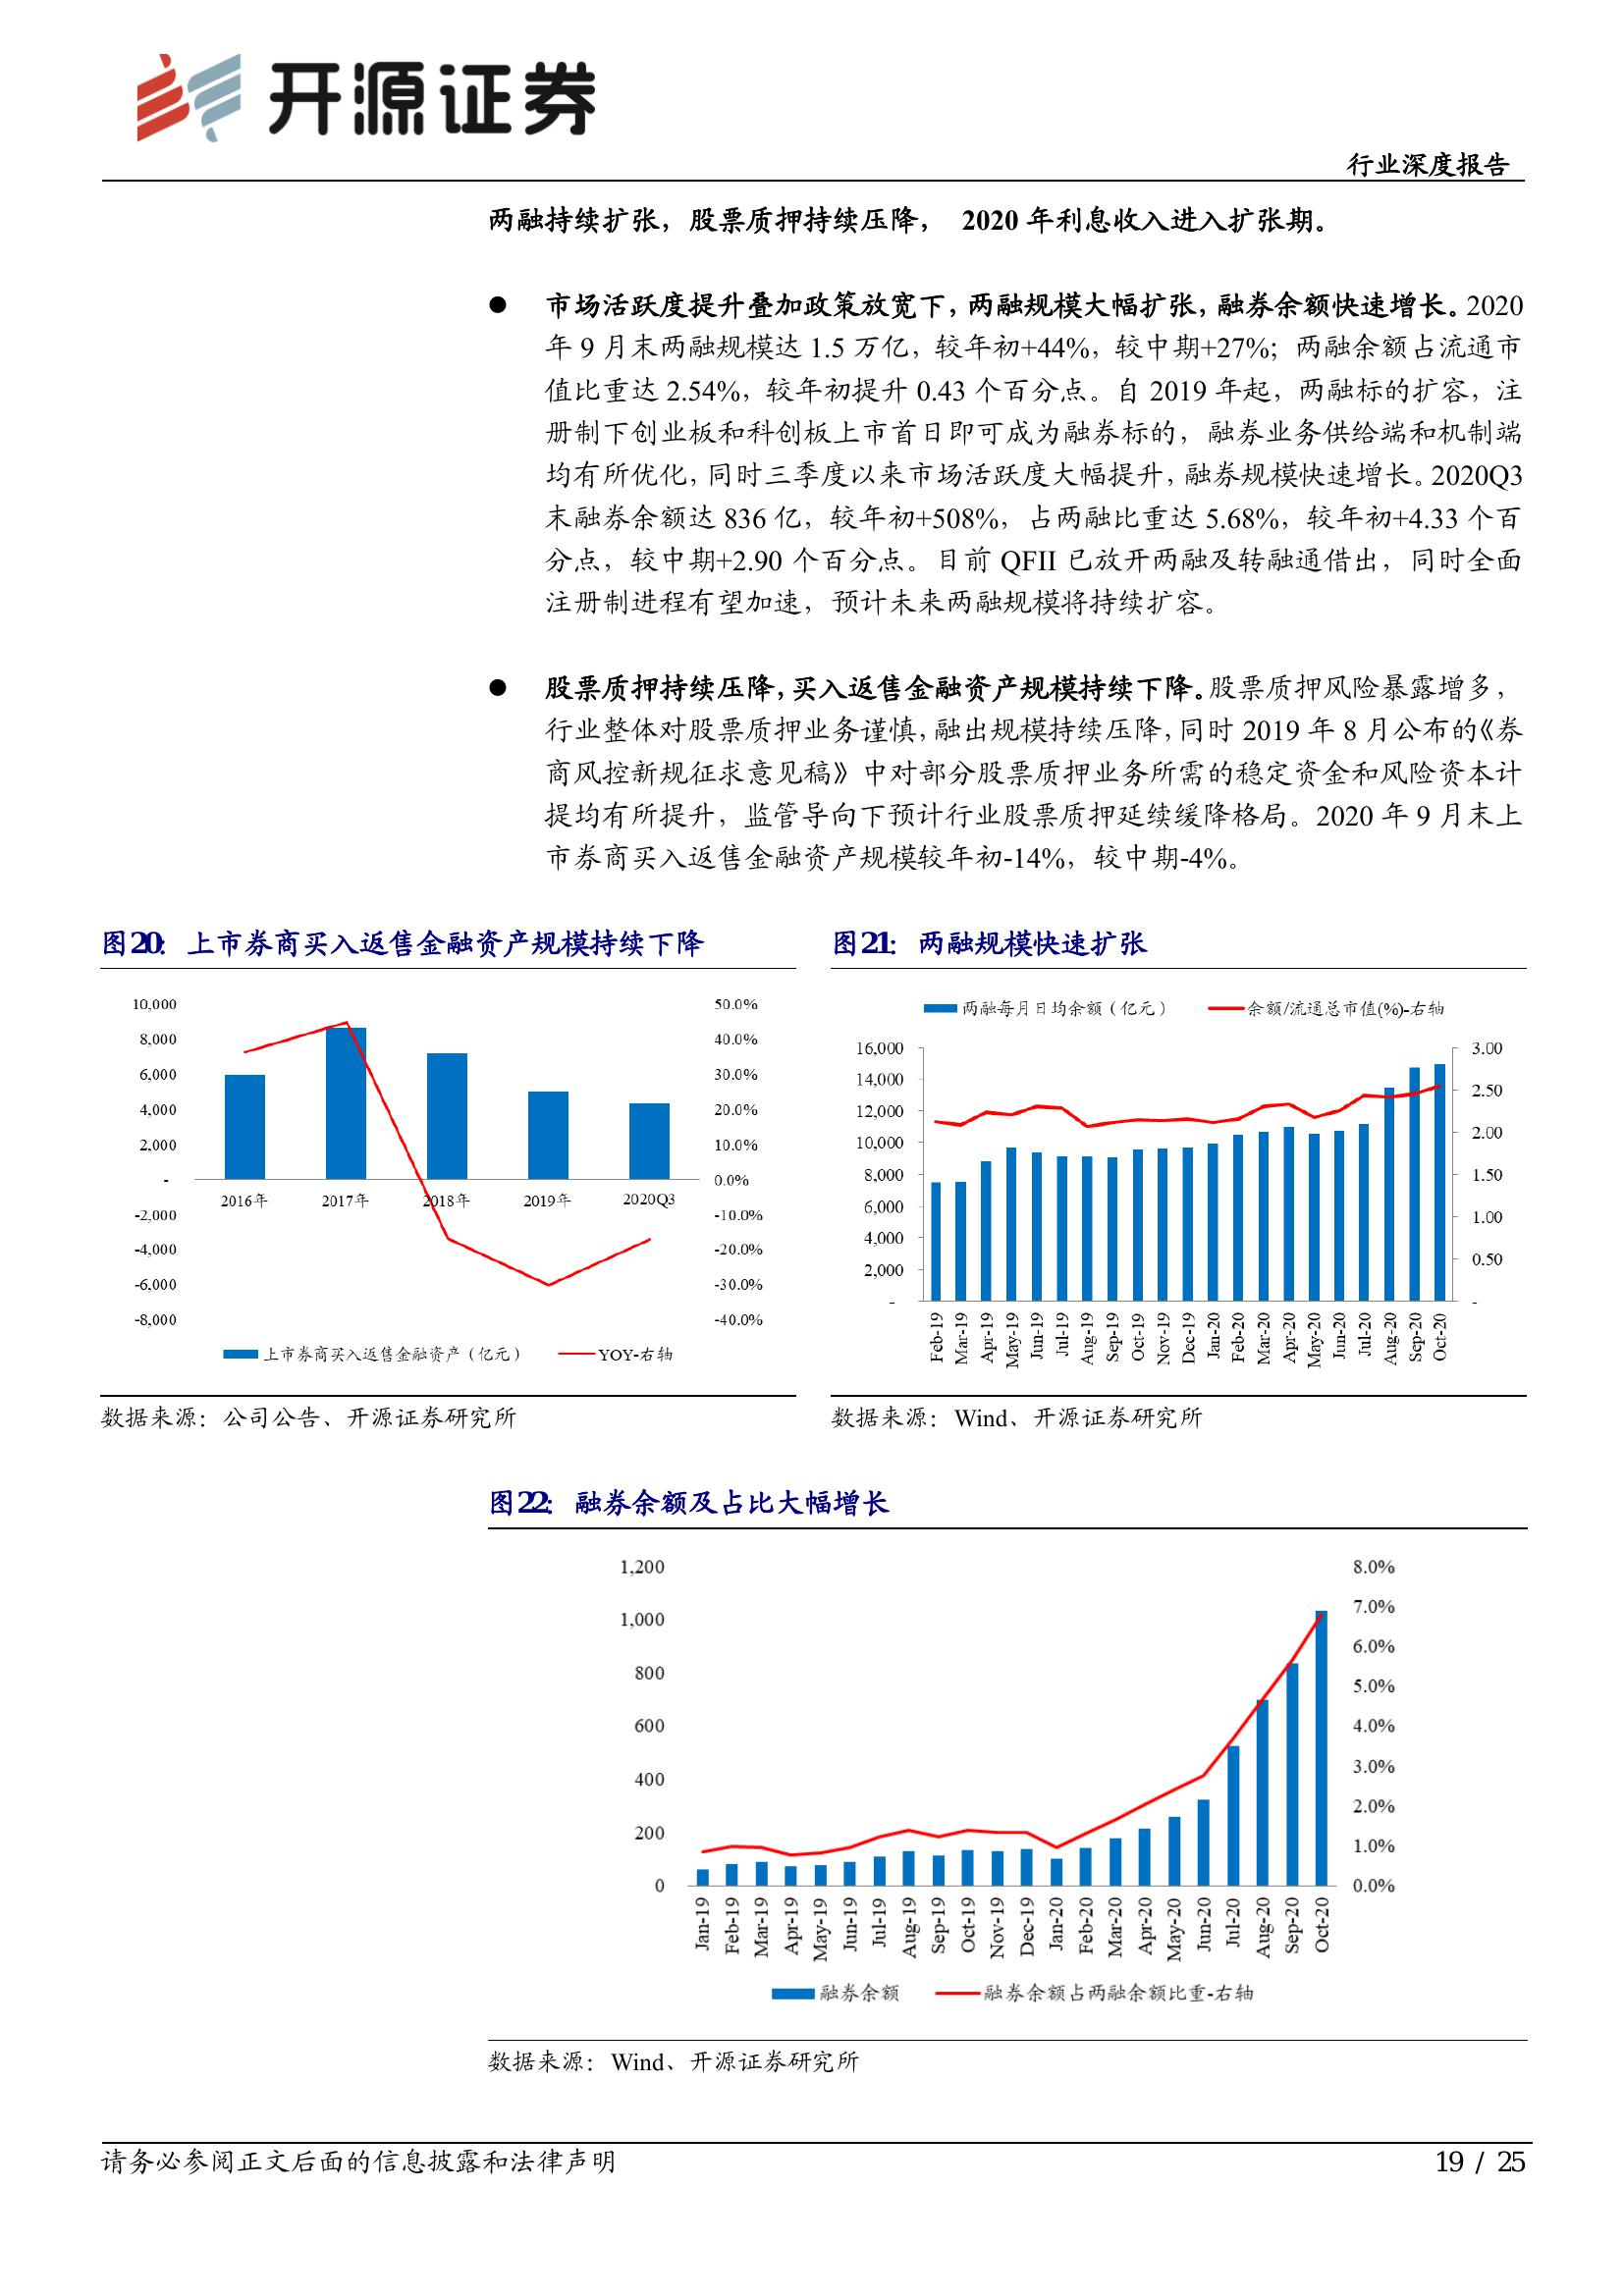 开源证券
行业深度报告
两融持续扩张，股票质押持续压降， 2020 年利息收入进入扩张期。
● 市场活跃度提升叠加政策放宽下，两融规模大幅扩张，融券余额快速增长。2020
年 9 月末两融规模达 1.5 万亿，较年初+44%，较中期+27%；两融余额占流通市
值比重达 2.54%，较年初提升 0.43 个百分点。自 2019 年起，两融标的扩容，注
册制下创业板和科创板上市首日即可成为融券标的，融券业务供给端和机制端
均有所优化，同时三季度以来市场活跃度大幅提升，融券规模快速增长。2020Q3
末融券余额达 836 亿，较年初+508%，占两融比重达 5.68%，较年初+4.33 个百
分点，较中期+2.90 个百分点。目前 QFII 已放开两融及转融通借出，同时全面
注册制进程有望加速，预计未来两融规模将持续扩容。
● 股票质押持续压降，买入返售金融资产规模持续下降。股票质押风险暴露增多，
行业整体对股票质押业务谨慎，融出规模持续压降，同时 2019 年 8 月公布的《券
商风控新规征求意见稿》中对部分股票质押业务所需的稳定资金和风险资本计
提均有所提升，监管导向下预计行业股票质押延续缓降格局。2020 年 9 月末上
市券商买入返售金融资产规模较年初-14%，较中期-4%。
图20： 上市券商买入返售金融资产规模持续下降
10,000
8,000
6,000
4,000
2,000
-
-2,000
-4,000
-6,000
-8,000
50.0%
40.0%
30.0%
20.0%
10.0%
0.0%
-10.0%
-20.0%
-30.0%
-40.0%
2016年 2017年 2018年 2019年 2020Q3
上市券商买入返售金融资产（亿元） YOY-右轴
数据来源：公司公告、开源证券研究所
图21： 两融规模快速扩张
两融每月日均余额（亿元） 余额/流通总市值(%)-右轴
16,000
14,000
12,000
10,000
8,000
6,000
4,000
2,000
-
3.00
2.50
2.00
1.50
1.00
0.50
-
Feb-19 Mar-19 Apr-19 May-19 Jun-19 Jul-19 Aug-19 Sep-19 Oct-19 Nov-19 Dec-19 Jan-20 Feb-20 Mar-20 Apr-20 May-20 Jun-20 Jul-20 Aug-20 Sep-20 Oct-20
数据来源：Wind、开源证券研究所
图22： 融券余额及占比大幅增长
1,200
1,000
800
600
400
200
0
8.0%
7.0%
6.0%
5.0%
4.0%
3.0%
2.0%
1.0%
0.0%
Jan-19 Feb-19 Mar-19 Apr-19 May-19 Jun-19 Jul-19 Aug-19 Sep-19 Oct-19 Nov-19 Dec-19 Jan-20 Feb-20 Mar-20 Apr-20 May-20 Jun-20 Jul-20 Aug-20 Sep-20 Oct-20
融券余额 融券余额占两融余额比重-右轴
数据来源：Wind、开源证券研究所
请务必参阅正文后面的信息披露和法律声明
19 / 25